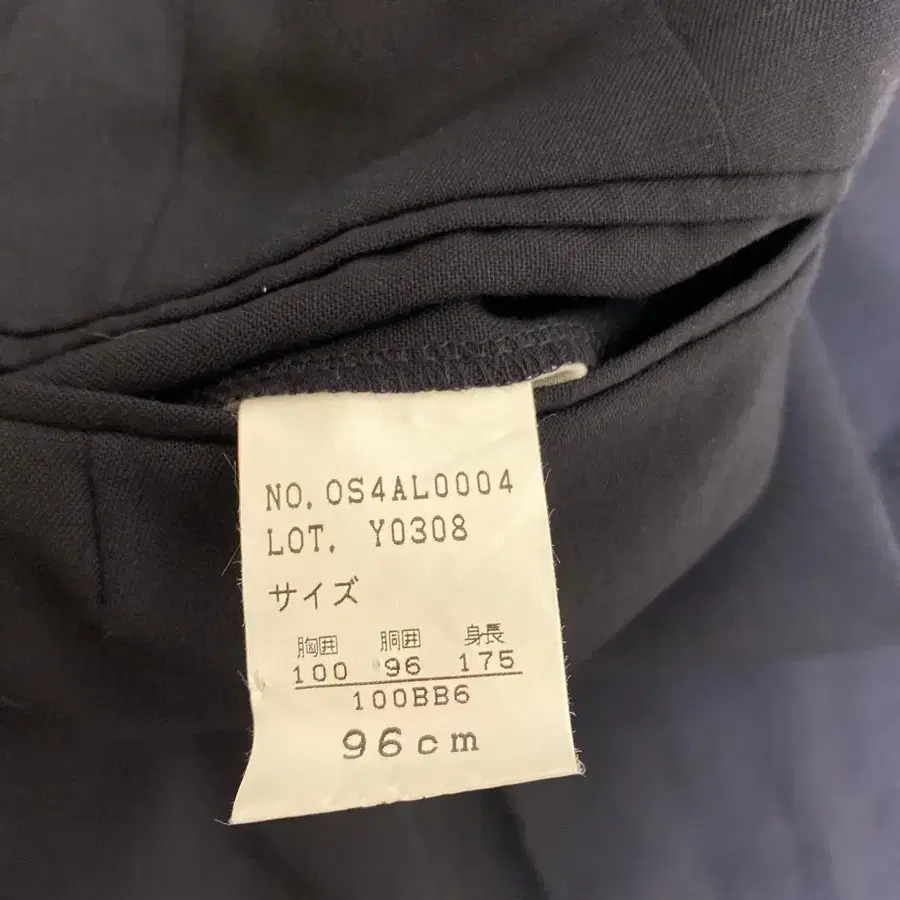 NO. OS4AL0004
LOT. Y0308
サイズ
胸囲 胴囲 身長
100 96 175
100BB6
96cm